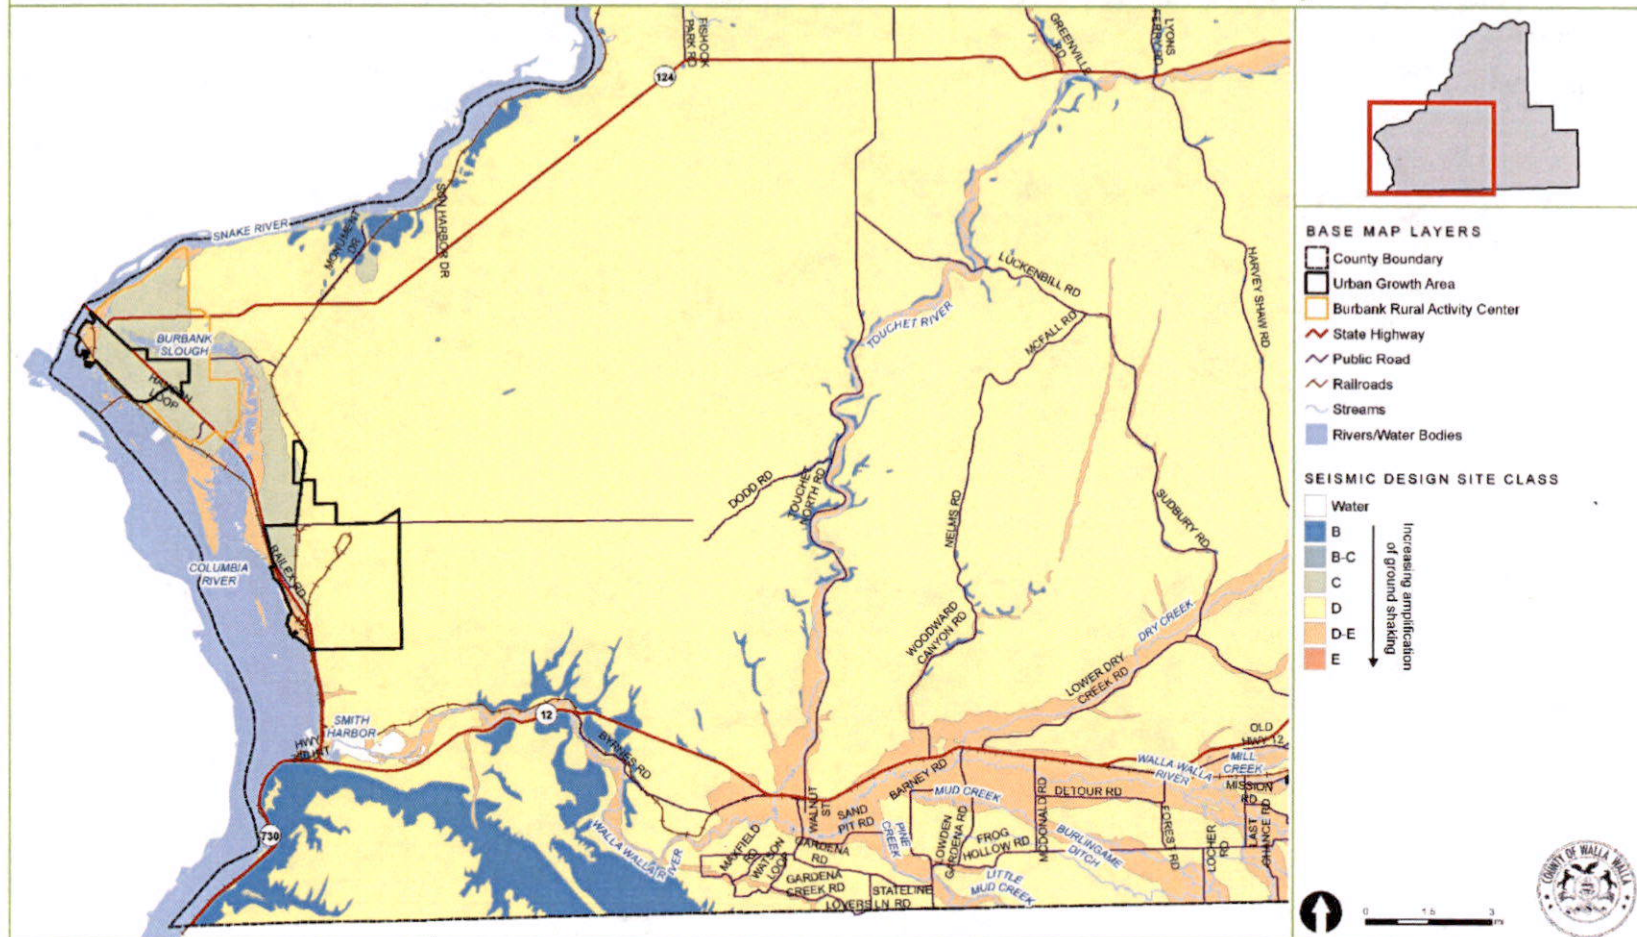 FISHOOK
PARK RD
GREENVILLE
RD
LYONS
FERRY RD
124
SNAKE RIVER
MONUMENT
DR
SUN HARBOR DR
BURBANK
SLOUGH
LOOP
LUCKENBILL RD
HARVEY SHAW RD
TOUCHET RIVER
MCFALL RD
DODD RD
TOUCHET
NORTH RD
NELMS RD
SUDBURY RD
COLUMBIA
RIVER
RAILEX RD
WOODWARD
CANYON RD
DRY CREEK
LOWER DRY
CREEK RD
SMITH
HARBOR
HWY
12
BYRNES RD
OLD
HWY 12
WALLA WALLA
RIVER
MILL
CREEK
MISSION
RD
BARNEY RD
MUD CREEK
DETOUR RD
WALNUT
ST
SAND
PIT RD
PINE
CREEK
LOWDEN
GARDENA RD
FROG
HOLLOW RD
MCDONALD RD
BURLINGAME
DITCH
FOREST RD
LOCHER
RD
LAST
CHANCE RD
730
WALLA WALLA RIVER
MAXFIELD
RD
WATSON
LOOP
GARDENA
RD
GARDENA
CREEK RD
STATELINE
LOVERS LN RD
LITTLE
MUD CREEK
BASE MAP LAYERS
County Boundary
Urban Growth Area
Burbank Rural Activity Center
State Highway
Public Road
Railroads
Streams
Rivers/Water Bodies
SEISMIC DESIGN SITE CLASS
Water
B
B-C
C
D
D-E
E
Increasing amplification
of ground shaking
0 1.5 3
COUNTY OF WALLA WALLA